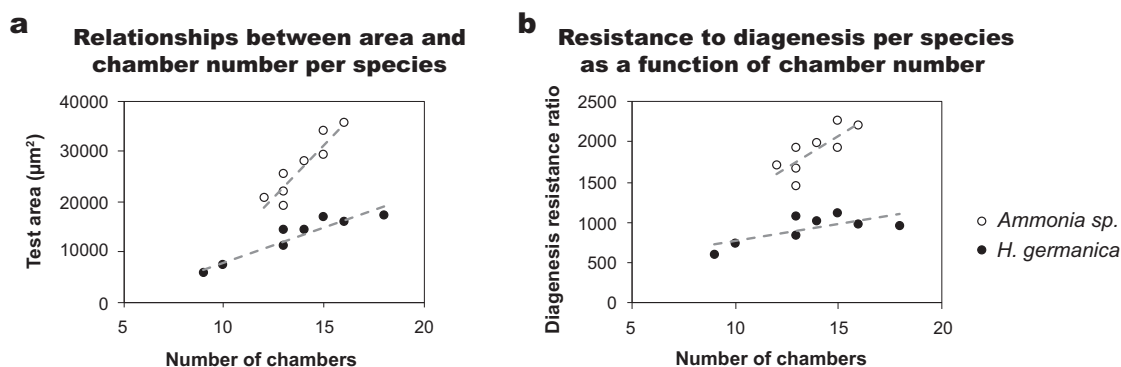 a
Relationships between area and
chamber number per species
Test area (µm²)
40000
30000
20000
10000
0
5
10
15
20
Number of chambers
b
Resistance to diagenesis per species
as a function of chamber number
Diagenesis resistance ratio
2500
2000
1500
1000
500
0
5
10
15
20
Number of chambers
Ammonia sp.
H. germanica